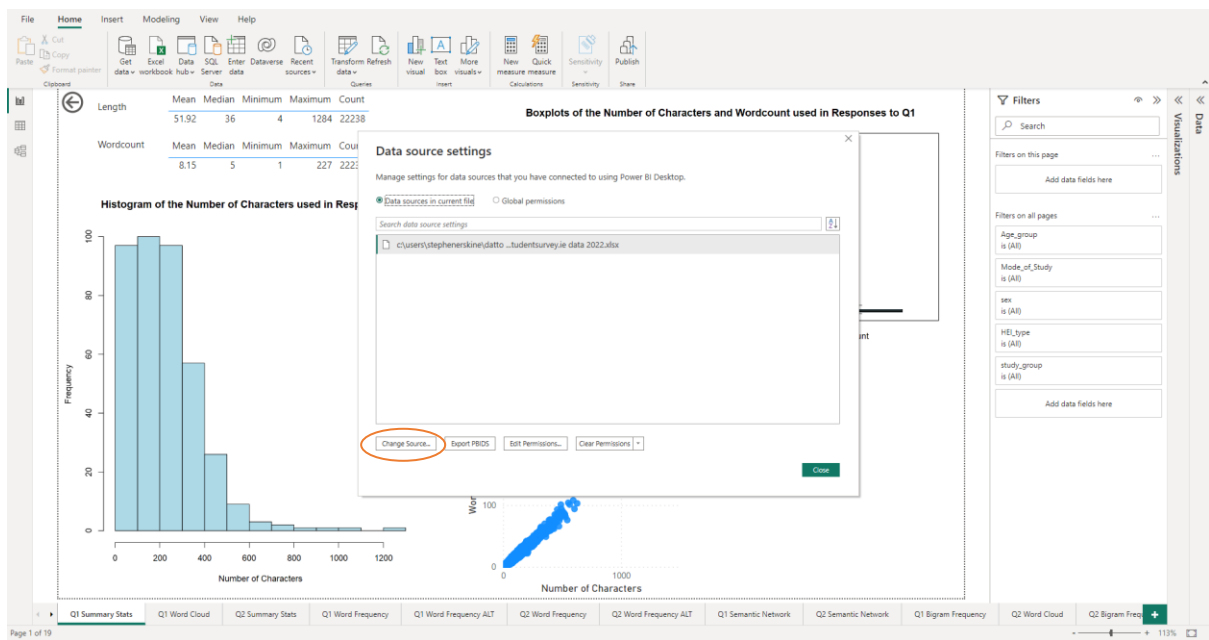 File Home Insert Modeling View Help
Paste
Cut
Copy
Format painter
Clipboard
Get data
Excel workbook
Data hub
SQL Server
Enter data
Dataverse
Recent sources
Data
Transform data
Refresh
Queries
New visual
Text box
More visuals
Insert
New measure
Quick measure
Calculations
Sensitivity
Sensitivity
Publish
Share
Length
Mean Median Minimum Maximum Count
51.92 36 4 1284 22238
Wordcount
Mean Median Minimum Maximum Cou
8.15 5 1 227 222
Boxplots of the Number of Characters and Wordcount used in Responses to Q1
Histogram of the Number of Characters used in Resp
Frequency
100
80
60
40
20
0
0 200 400 600 800 1000 1200
Number of Characters
Data source settings
Manage settings for data sources that you have connected to using Power BI Desktop.
Data sources in current file Global permissions
Search data source settings
c:\users\stephenerskine\datto ...tudentsurvey.ie data 2022.xlsx
Change Source... Export PBIDS Edit Permissions... Clear Permissions
Close
unt
Wor
100
0
0 1000
Number of Characters
Filters
Search
Filters on this page
Add data fields here
Filters on all pages
Age_group
is (All)
Mode_of_Study
is (All)
sex
is (All)
HEI_type
is (All)
study_group
is (All)
Add data fields here
Visualizations
Data
Q1 Summary Stats Q1 Word Cloud Q2 Summary Stats Q1 Word Frequency Q1 Word Frequency ALT Q2 Word Frequency Q2 Word Frequency ALT Q1 Semantic Network Q2 Semantic Network Q1 Bigram Frequency Q2 Word Cloud Q2 Bigram Freq
Page 1 of 19
113%